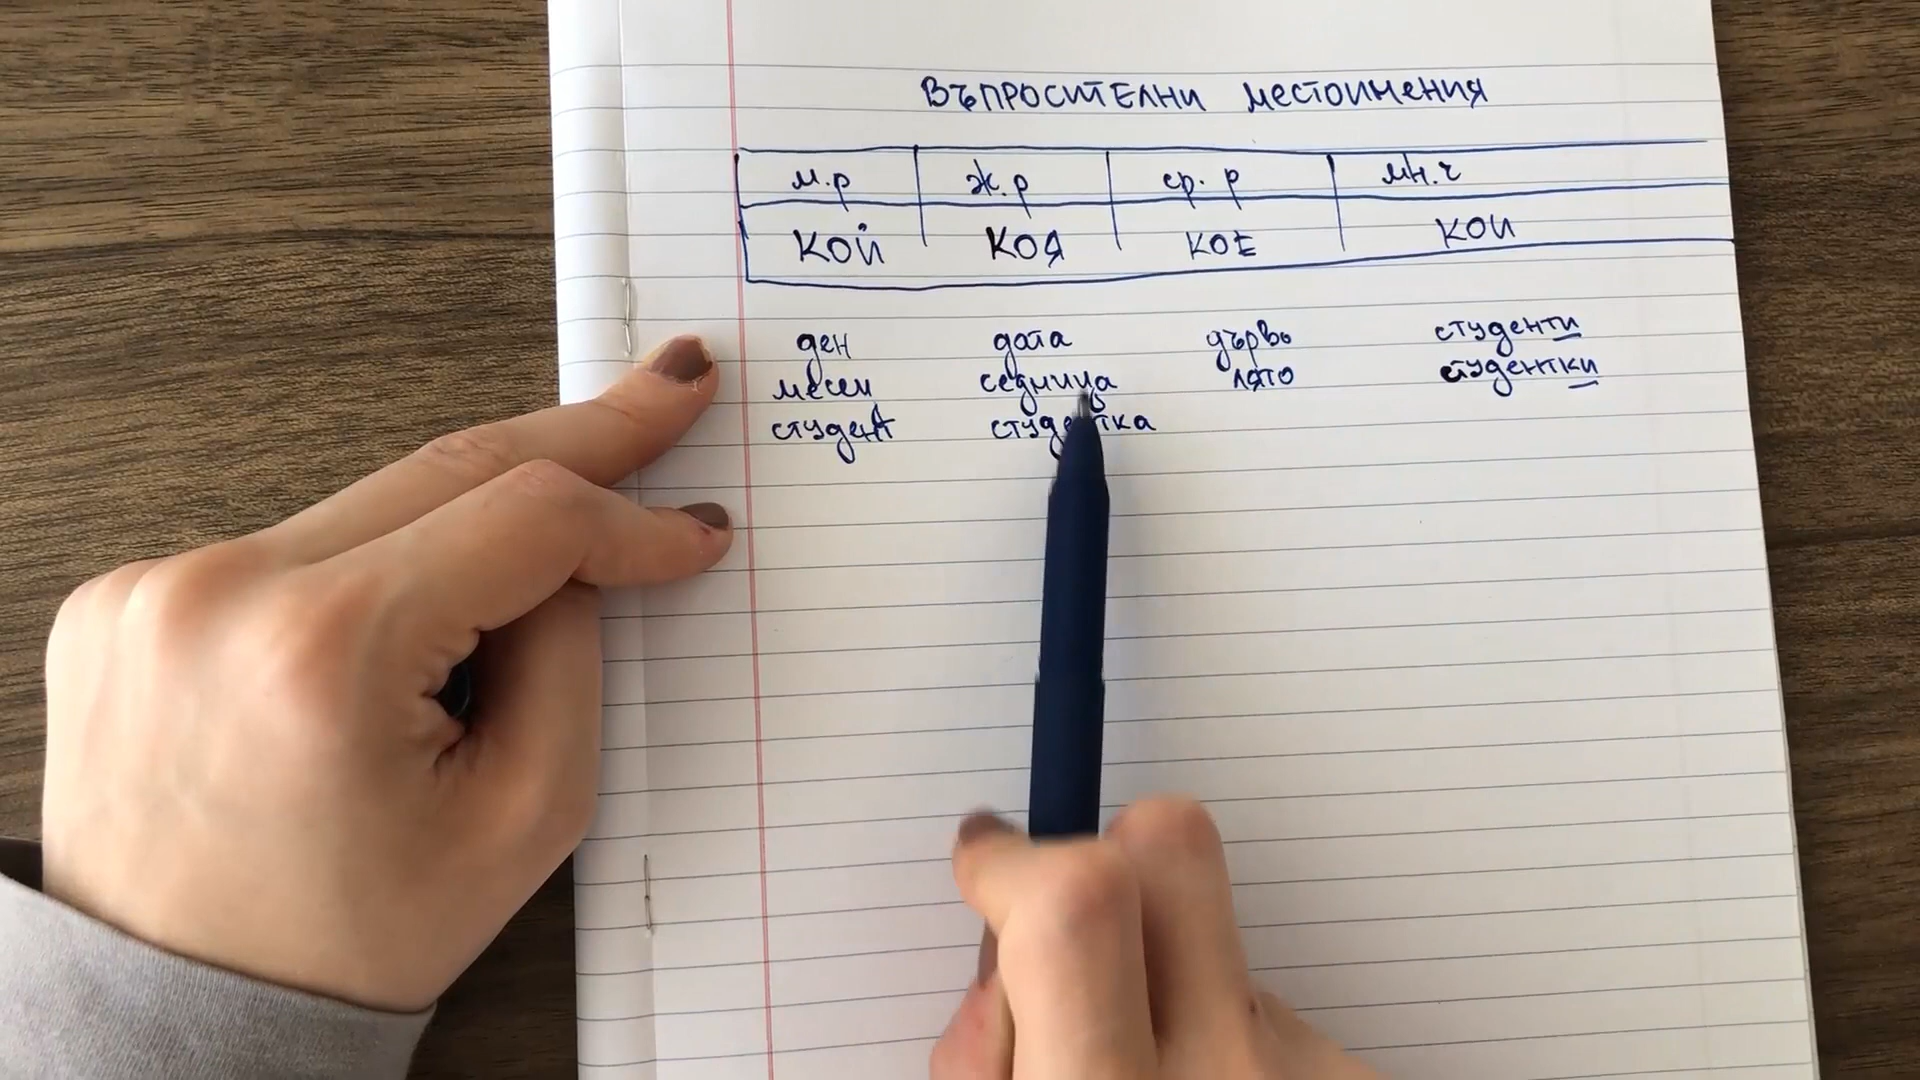 ВЪПРОСИТЕЛНИ МЕСТОИМЕНИЯ
м.р ж.р ср. р мн.ч
КОЙ КОЯ КОЕ КОИ
ден дата дърво студенти
месец седмица лято студентки
студент студентка